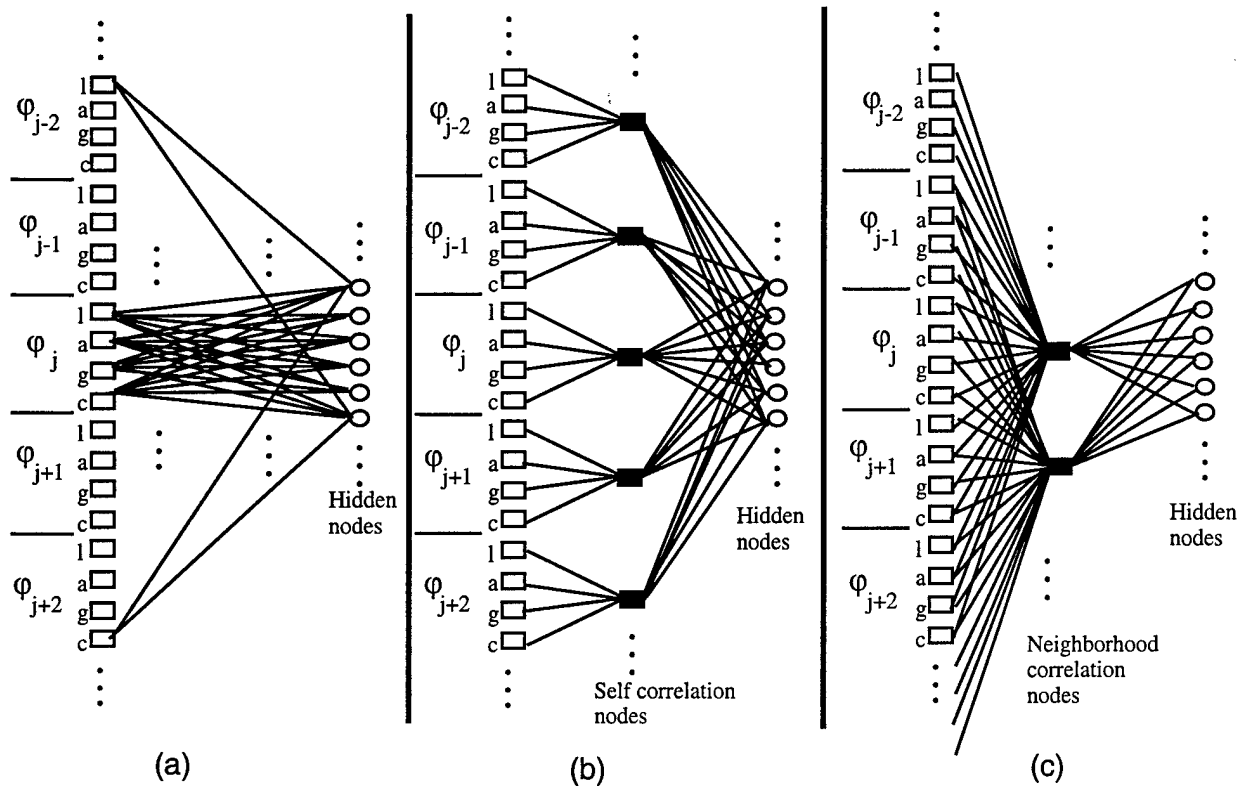 φj-2
l
a
g
c
φj-1
l
a
g
c
φj
l
a
g
c
φj+1
l
a
g
c
φj+2
l
a
g
c
Hidden
nodes
(a)
φj-2
l
a
g
c
φj-1
l
a
g
c
φj
l
a
g
c
φj+1
l
a
g
c
φj+2
l
a
g
c
Self correlation
nodes
Hidden
nodes
(b)
φj-2
l
a
g
c
φj-1
l
a
g
c
φj
l
a
g
c
φj+1
l
a
g
c
φj+2
l
a
g
c
Neighborhood
correlation
nodes
Hidden
nodes
(c)